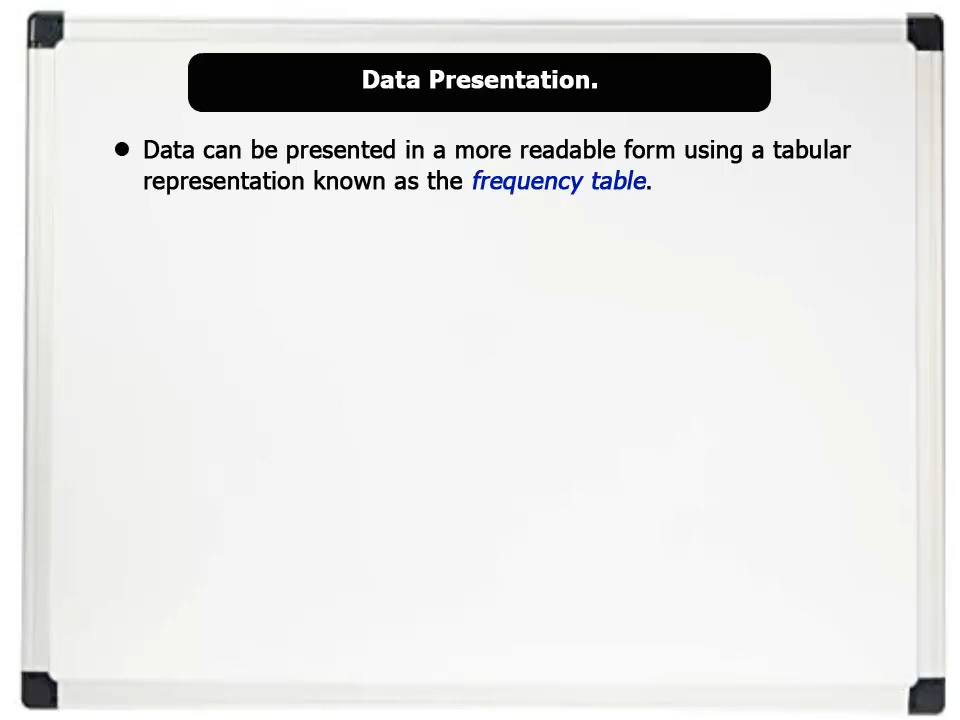 Data Presentation.
● Data can be presented in a more readable form using a tabular
representation known as the frequency table.